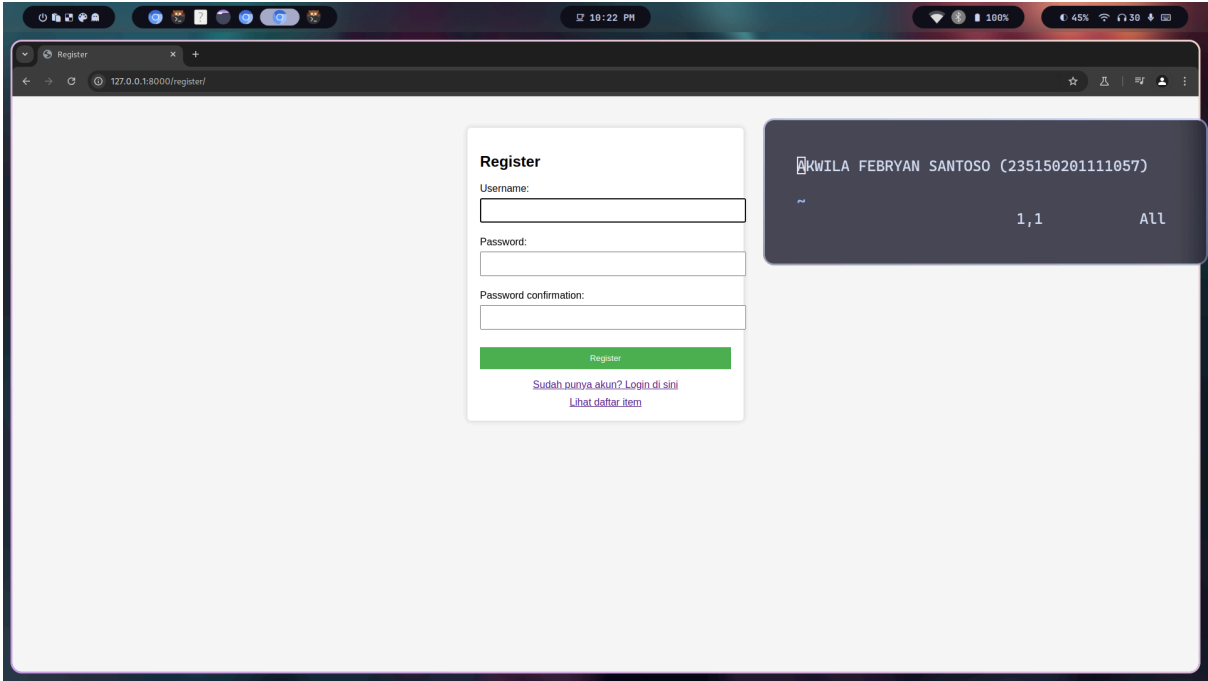 10:22 PM
100%
45%
30
Register
127.0.0.1:8000/register/
Register
Username:
Password:
Password confirmation:
Register
Sudah punya akun? Login di sini
Lihat daftar item
AKWILA FEBRYAN SANTOSO (235150201111057)
~
1,1 All